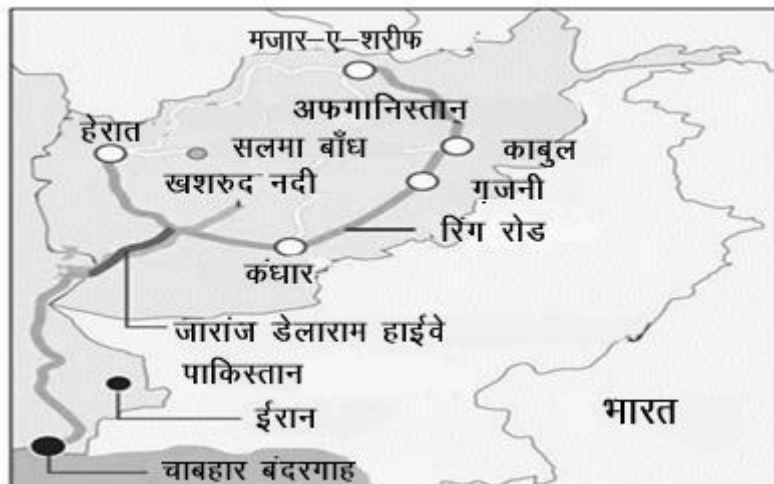 मजार-ए-शरीफ
अफगानिस्तान
हेरात
सलमा बाँध
काबुल
खशरुद नदी
ग़जनी
रिंग रोड
कंधार
जारांज डेलाराम हाईवे
पाकिस्तान
ईरान
भारत
चाबहार बंदरगाह